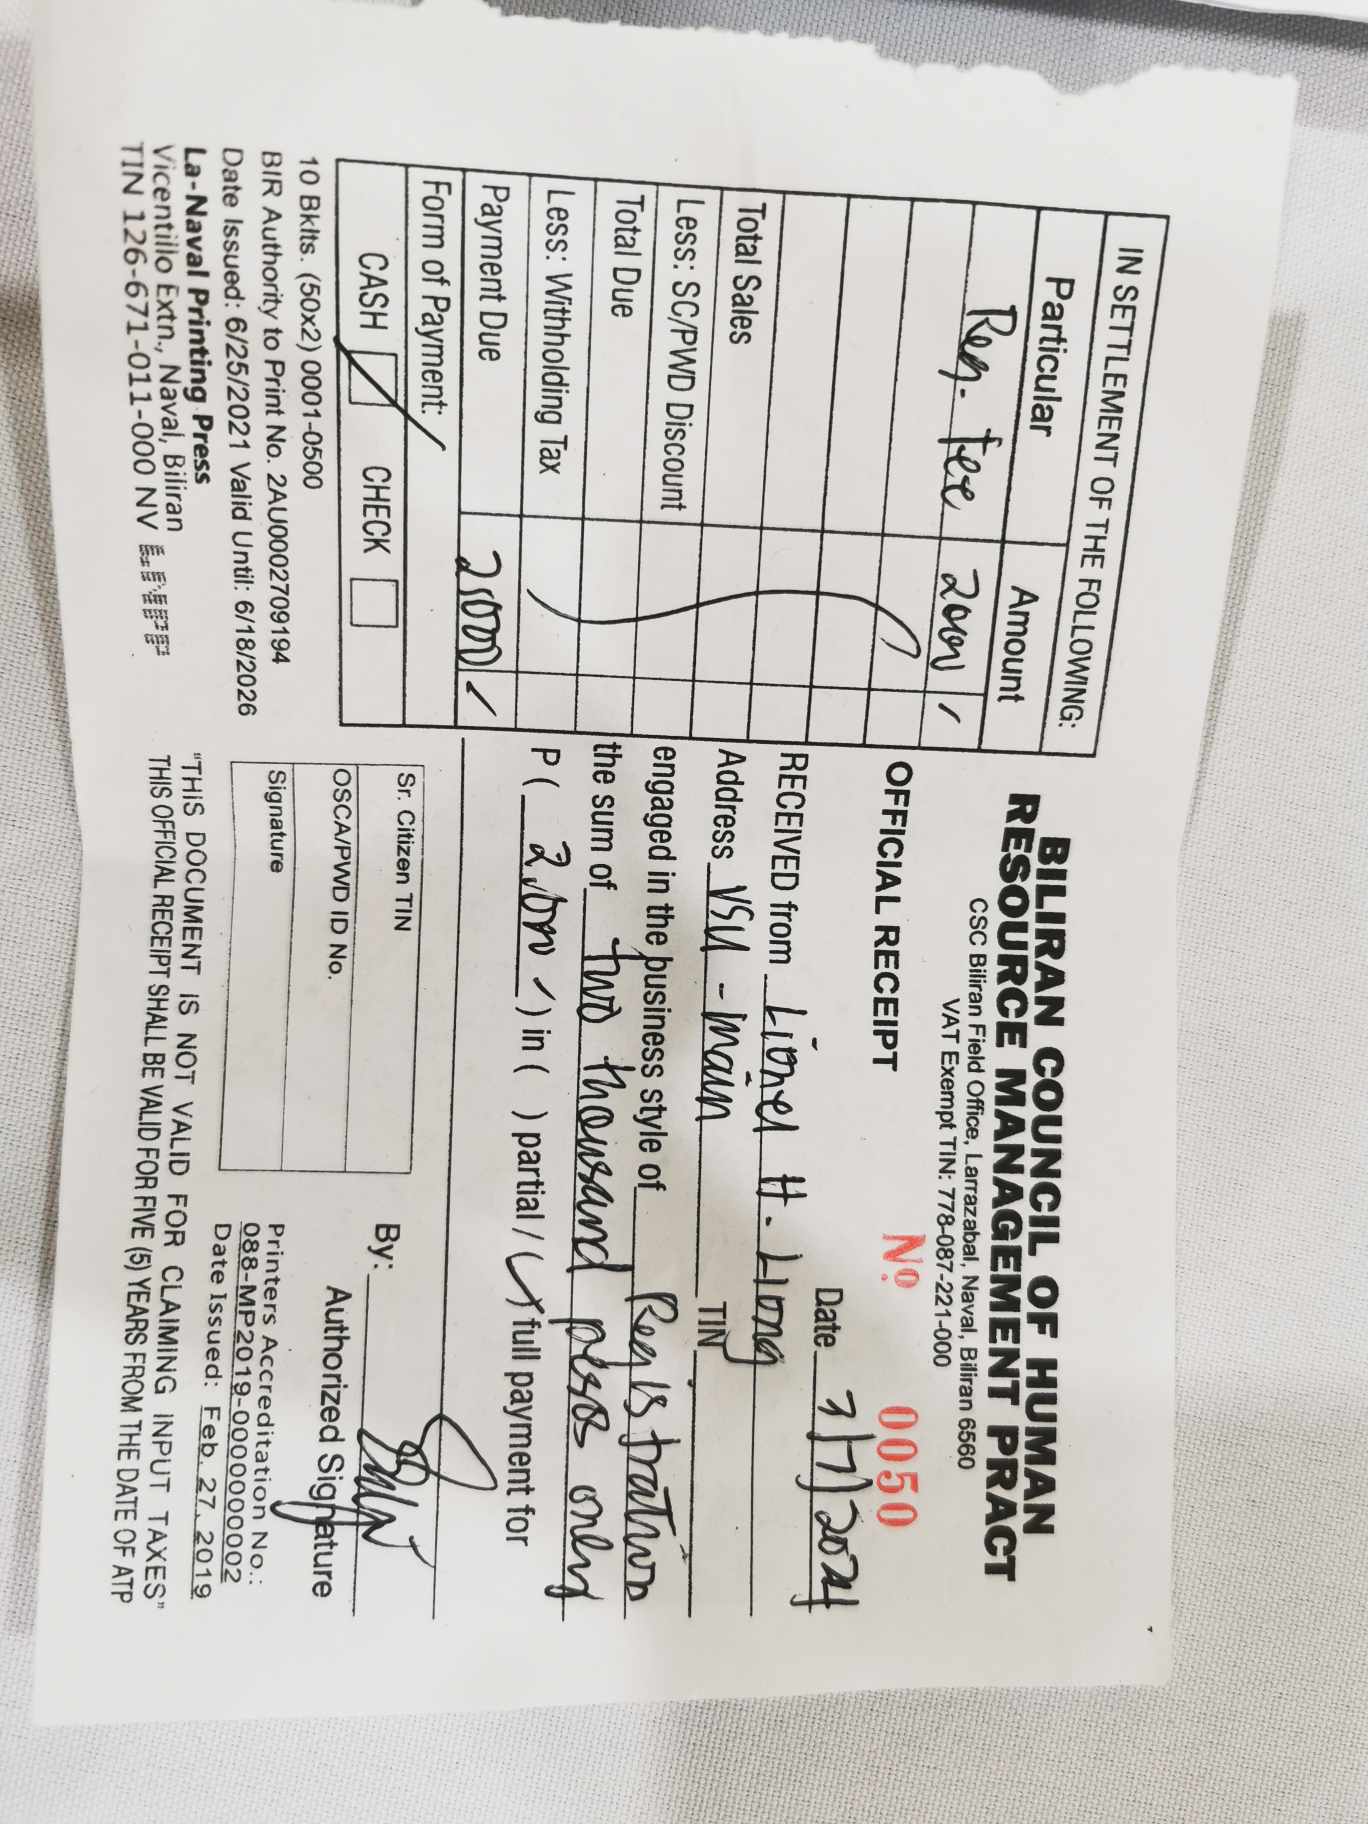 IN SETTLEMENT OF THE FOLLOWING:
Particular Amount
Reg. Fee 2000/
Total Sales
Less: SC/PWD Discount
Total Due
Less: Withholding Tax
Payment Due 2,000/
Form of Payment:
CASH CHECK
10 Bklts. (50x2) 0001-0500
BIR Authority to Print No. 2AU0002709194
Date Issued: 6/25/2021 Valid Until: 6/18/2026
La-Naval Printing Press
Vicentillo Extn., Naval, Biliran
TIN 126-671-011-000 NV LNPP
BILIRAN COUNCIL OF HUMAN
RESOURCE MANAGEMENT PRACT
CSC Biliran Field Office, Larrazabal, Naval, Biliran 6560
VAT Exempt TIN: 778-087-221-000
OFFICIAL RECEIPT Nº 0050
Date 7/7/2024
RECEIVED from Lionel H. Liong
Address VSU - Main TIN
engaged in the business style of Registration
the sum of two thousand pesos only
P ( 2,000 ✓ ) in ( ) partial / ( ✓ ) full payment for
Sr. Citizen TIN
OSCA/PWD ID No.
Signature
By:
Authorized Signature
Printers Accreditation No.:
088-MP2019-00000000002
Date Issued: Feb. 27, 2019
"THIS DOCUMENT IS NOT VALID FOR CLAIMING INPUT TAXES"
THIS OFFICIAL RECEIPT SHALL BE VALID FOR FIVE (5) YEARS FROM THE DATE OF ATP